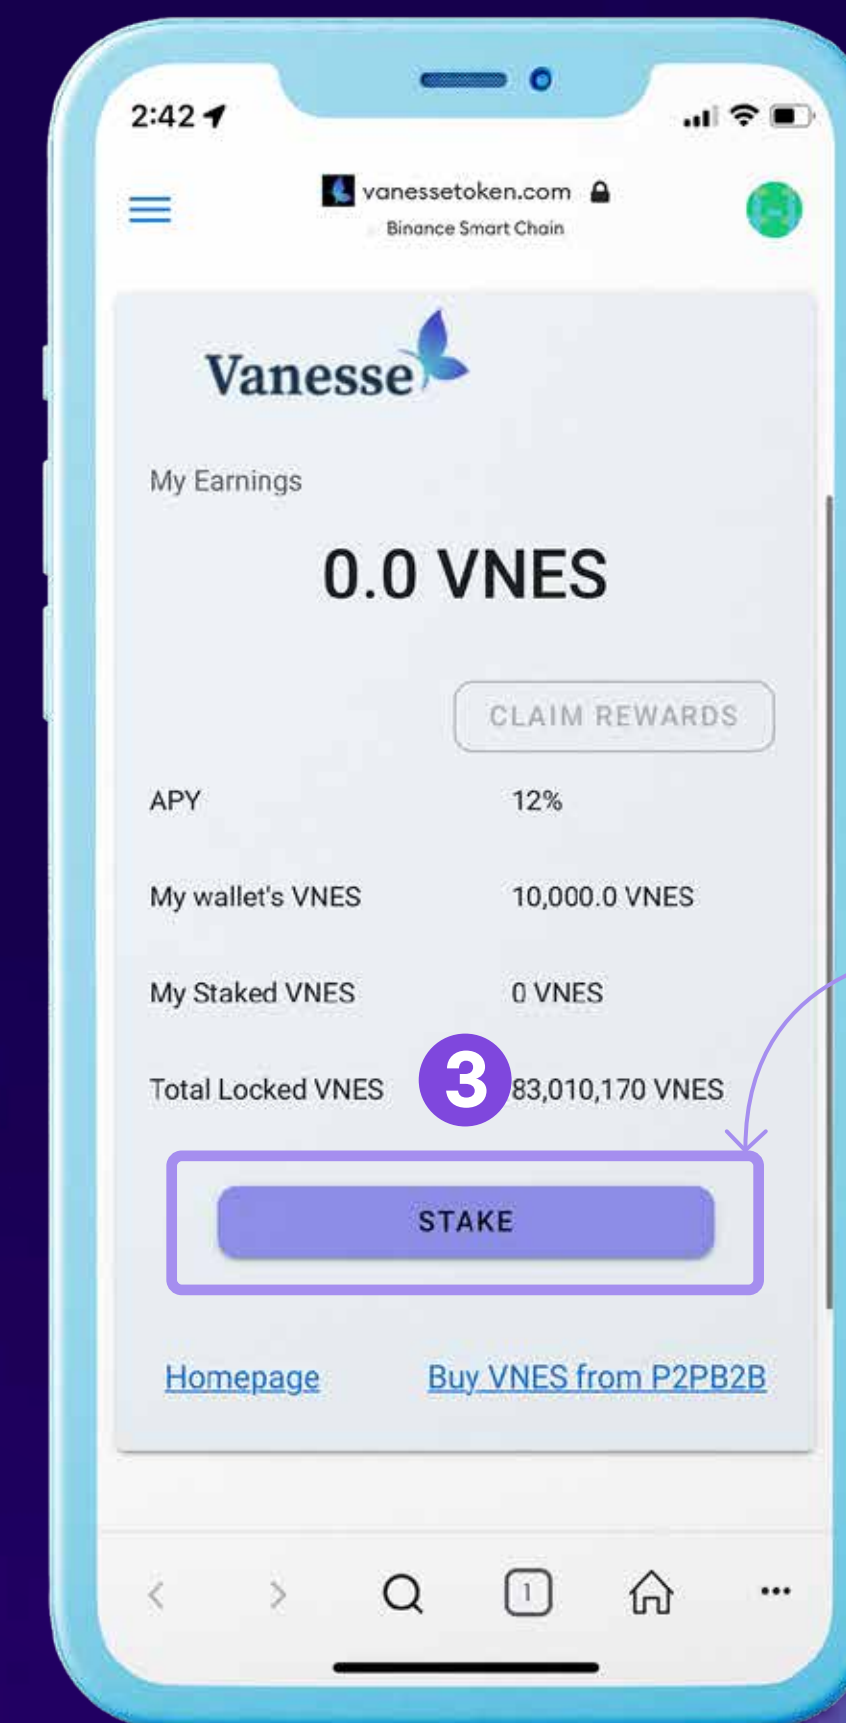 2:42
vanessetoken.com
Binance Smart Chain
Vanesse
My Earnings
0.0 VNES
CLAIM REWARDS
APY 12%
My wallet's VNES 10,000.0 VNES
My Staked VNES 0 VNES
Total Locked VNES 3 83,010,170 VNES
STAKE
Homepage Buy VNES from P2PB2B
1